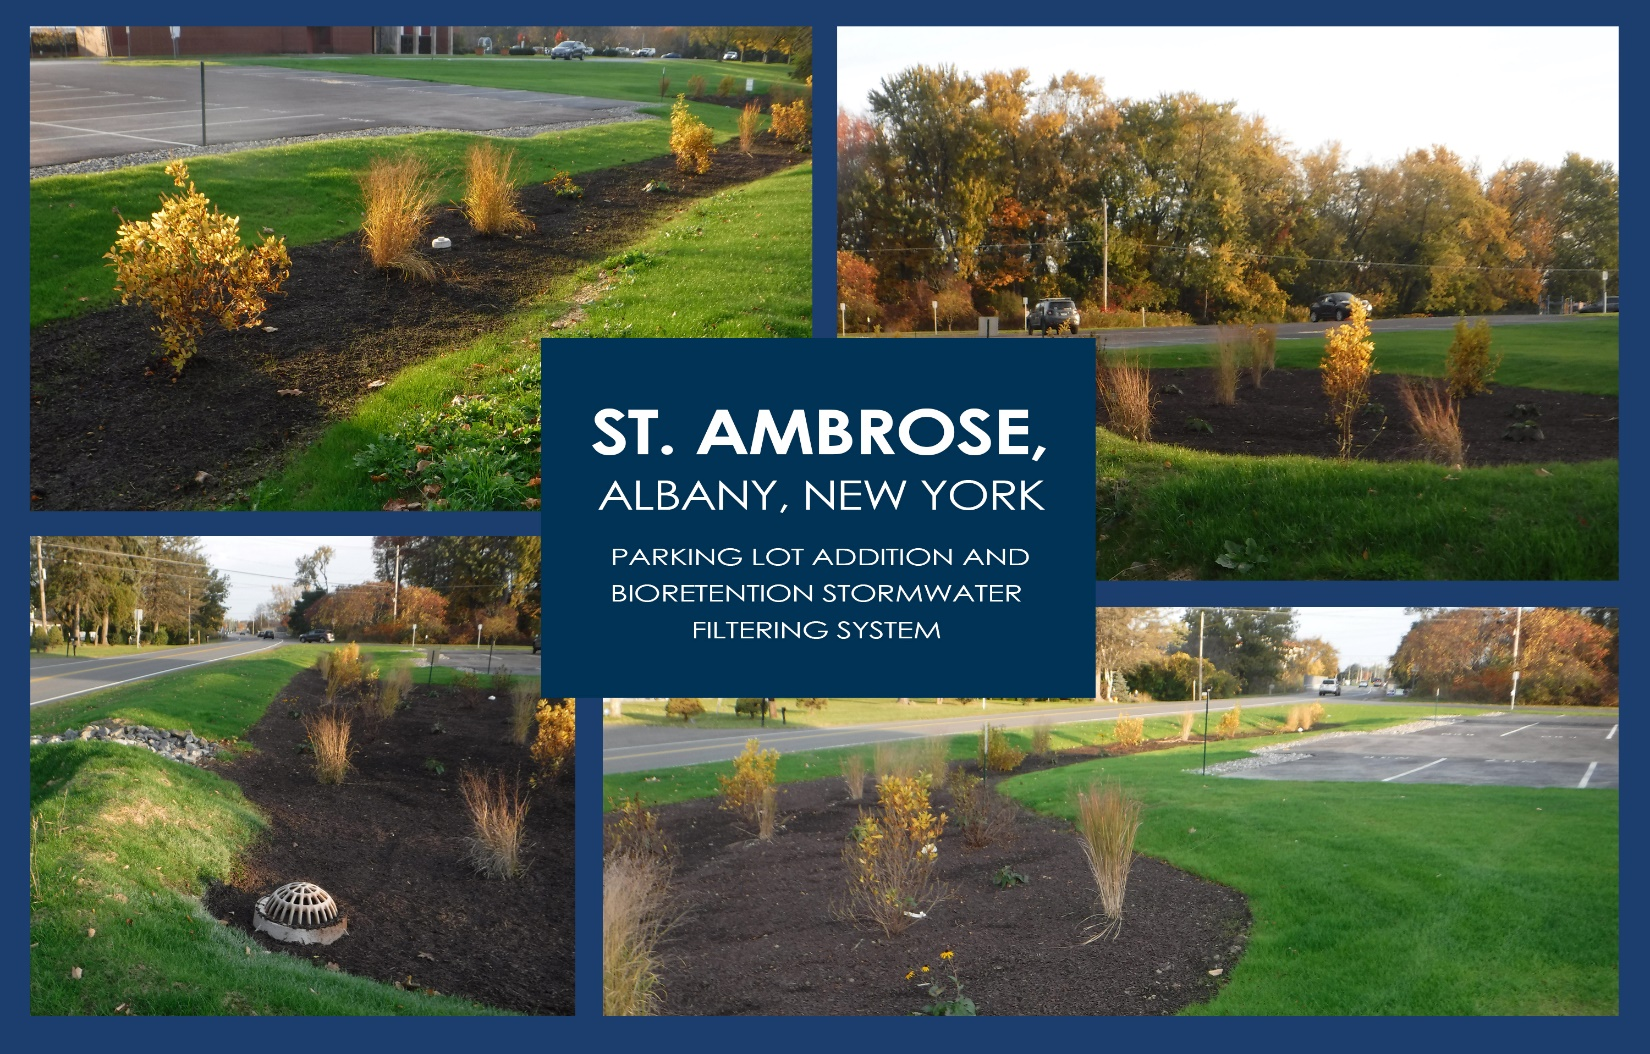 ST. AMBROSE,
ALBANY, NEW YORK
PARKING LOT ADDITION AND
BIORETENTION STORMWATER
FILTERING SYSTEM